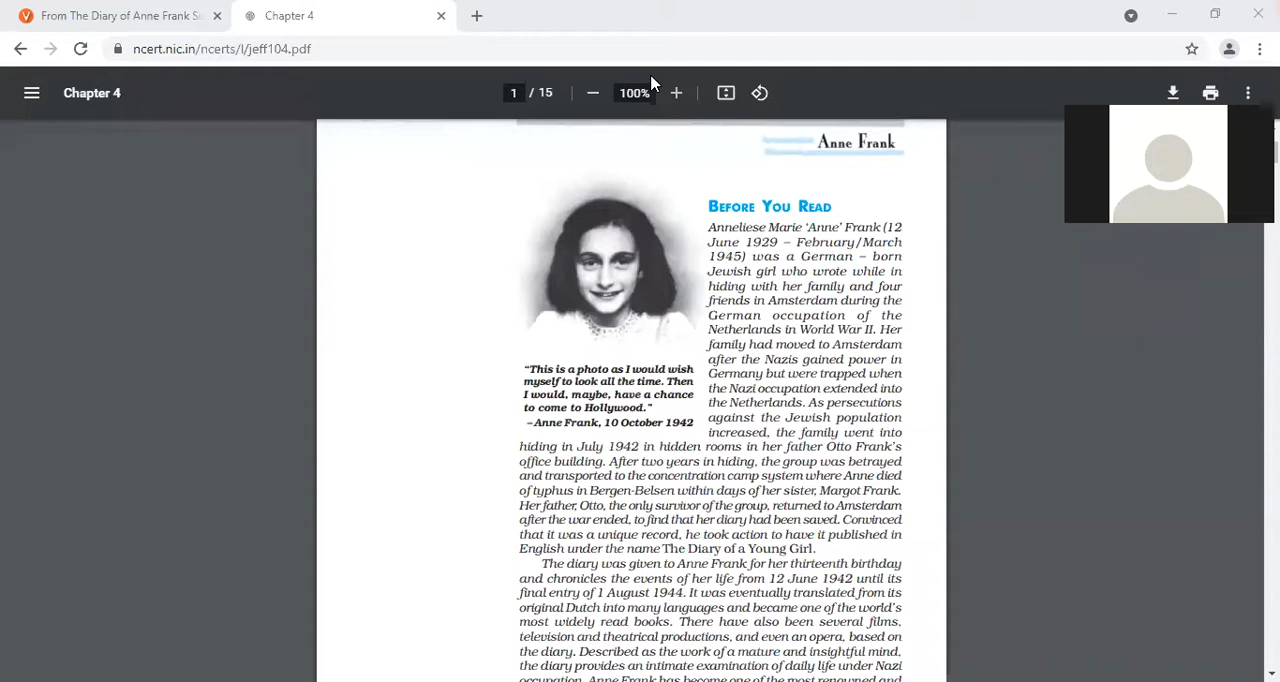 From The Diary of Anne Frank
Chapter 4
ncert.nic.in/ncerts/l/jeff104.pdf
Chapter 4
1 / 15
100%
Anne Frank
BEFORE YOU READ
Anneliese Marie ‘Anne’ Frank (12
June 1929 – February/March
1945) was a German – born
Jewish girl who wrote while in
hiding with her family and four
friends in Amsterdam during the
German occupation of the
Netherlands in World War II. Her
family had moved to Amsterdam
after the Nazis gained power in
Germany but were trapped when
the Nazi occupation extended into
the Netherlands. As persecutions
against the Jewish population
increased, the family went into
“This is a photo as I would wish
myself to look all the time. Then
I would, maybe, have a chance
to come to Hollywood.”
– Anne Frank, 10 October 1942
hiding in July 1942 in hidden rooms in her father Otto Frank’s
office building. After two years in hiding, the group was betrayed
and transported to the concentration camp system where Anne died
of typhus in Bergen-Belsen within days of her sister, Margot Frank.
Her father, Otto, the only survivor of the group, returned to Amsterdam
after the war ended, to find that her diary had been saved. Convinced
that it was a unique record, he took action to have it published in
English under the name The Diary of a Young Girl.
The diary was given to Anne Frank for her thirteenth birthday
and chronicles the events of her life from 12 June 1942 until its
final entry of 1 August 1944. It was eventually translated from its
original Dutch into many languages and became one of the world’s
most widely read books. There have also been several films,
television and theatrical productions, and even an opera, based on
the diary. Described as the work of a mature and insightful mind,
the diary provides an intimate examination of daily life under Nazi
occupation. Anne Frank has become one of the most renowned and